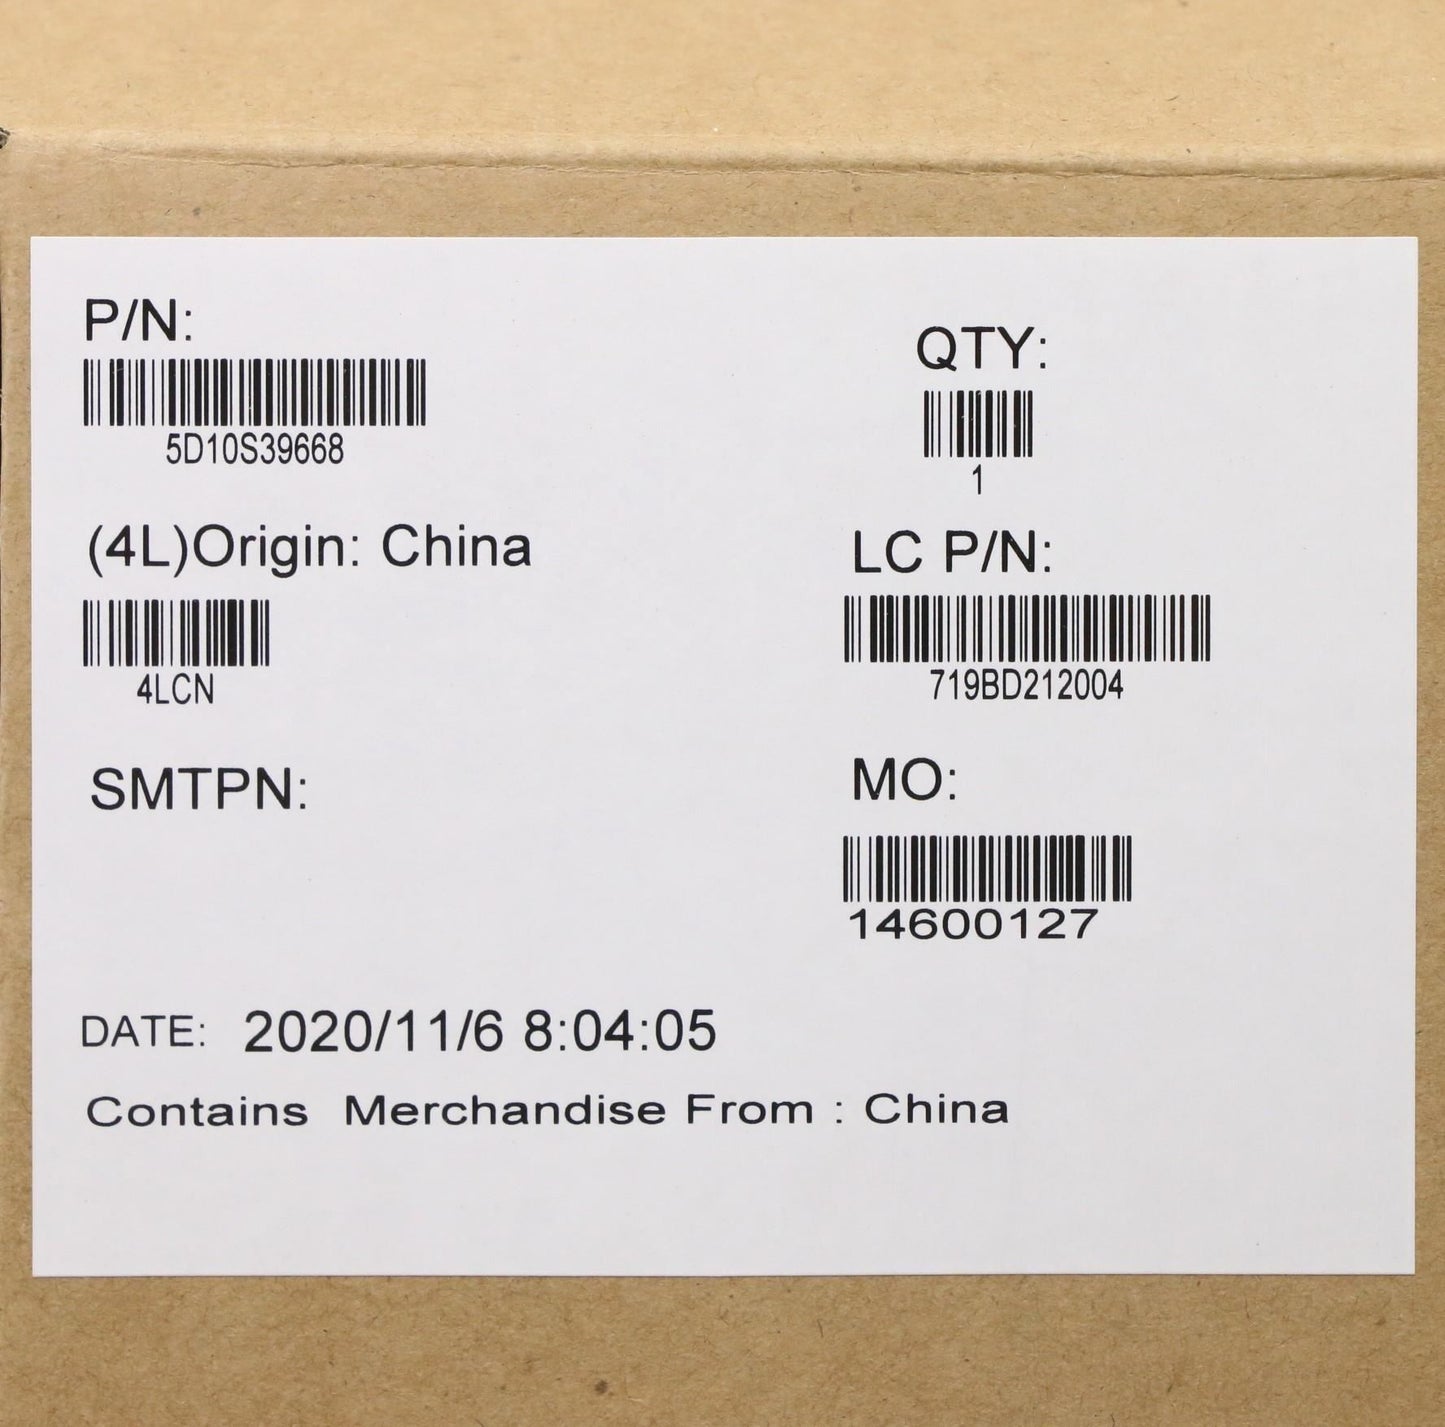 P/N:
5D10S39668
QTY:
1
(4L)Origin: China
4LCN
LC P/N:
719BD212004
SMTPN:
MO:
14600127
DATE: 2020/11/6 8:04:05
Contains Merchandise From : China